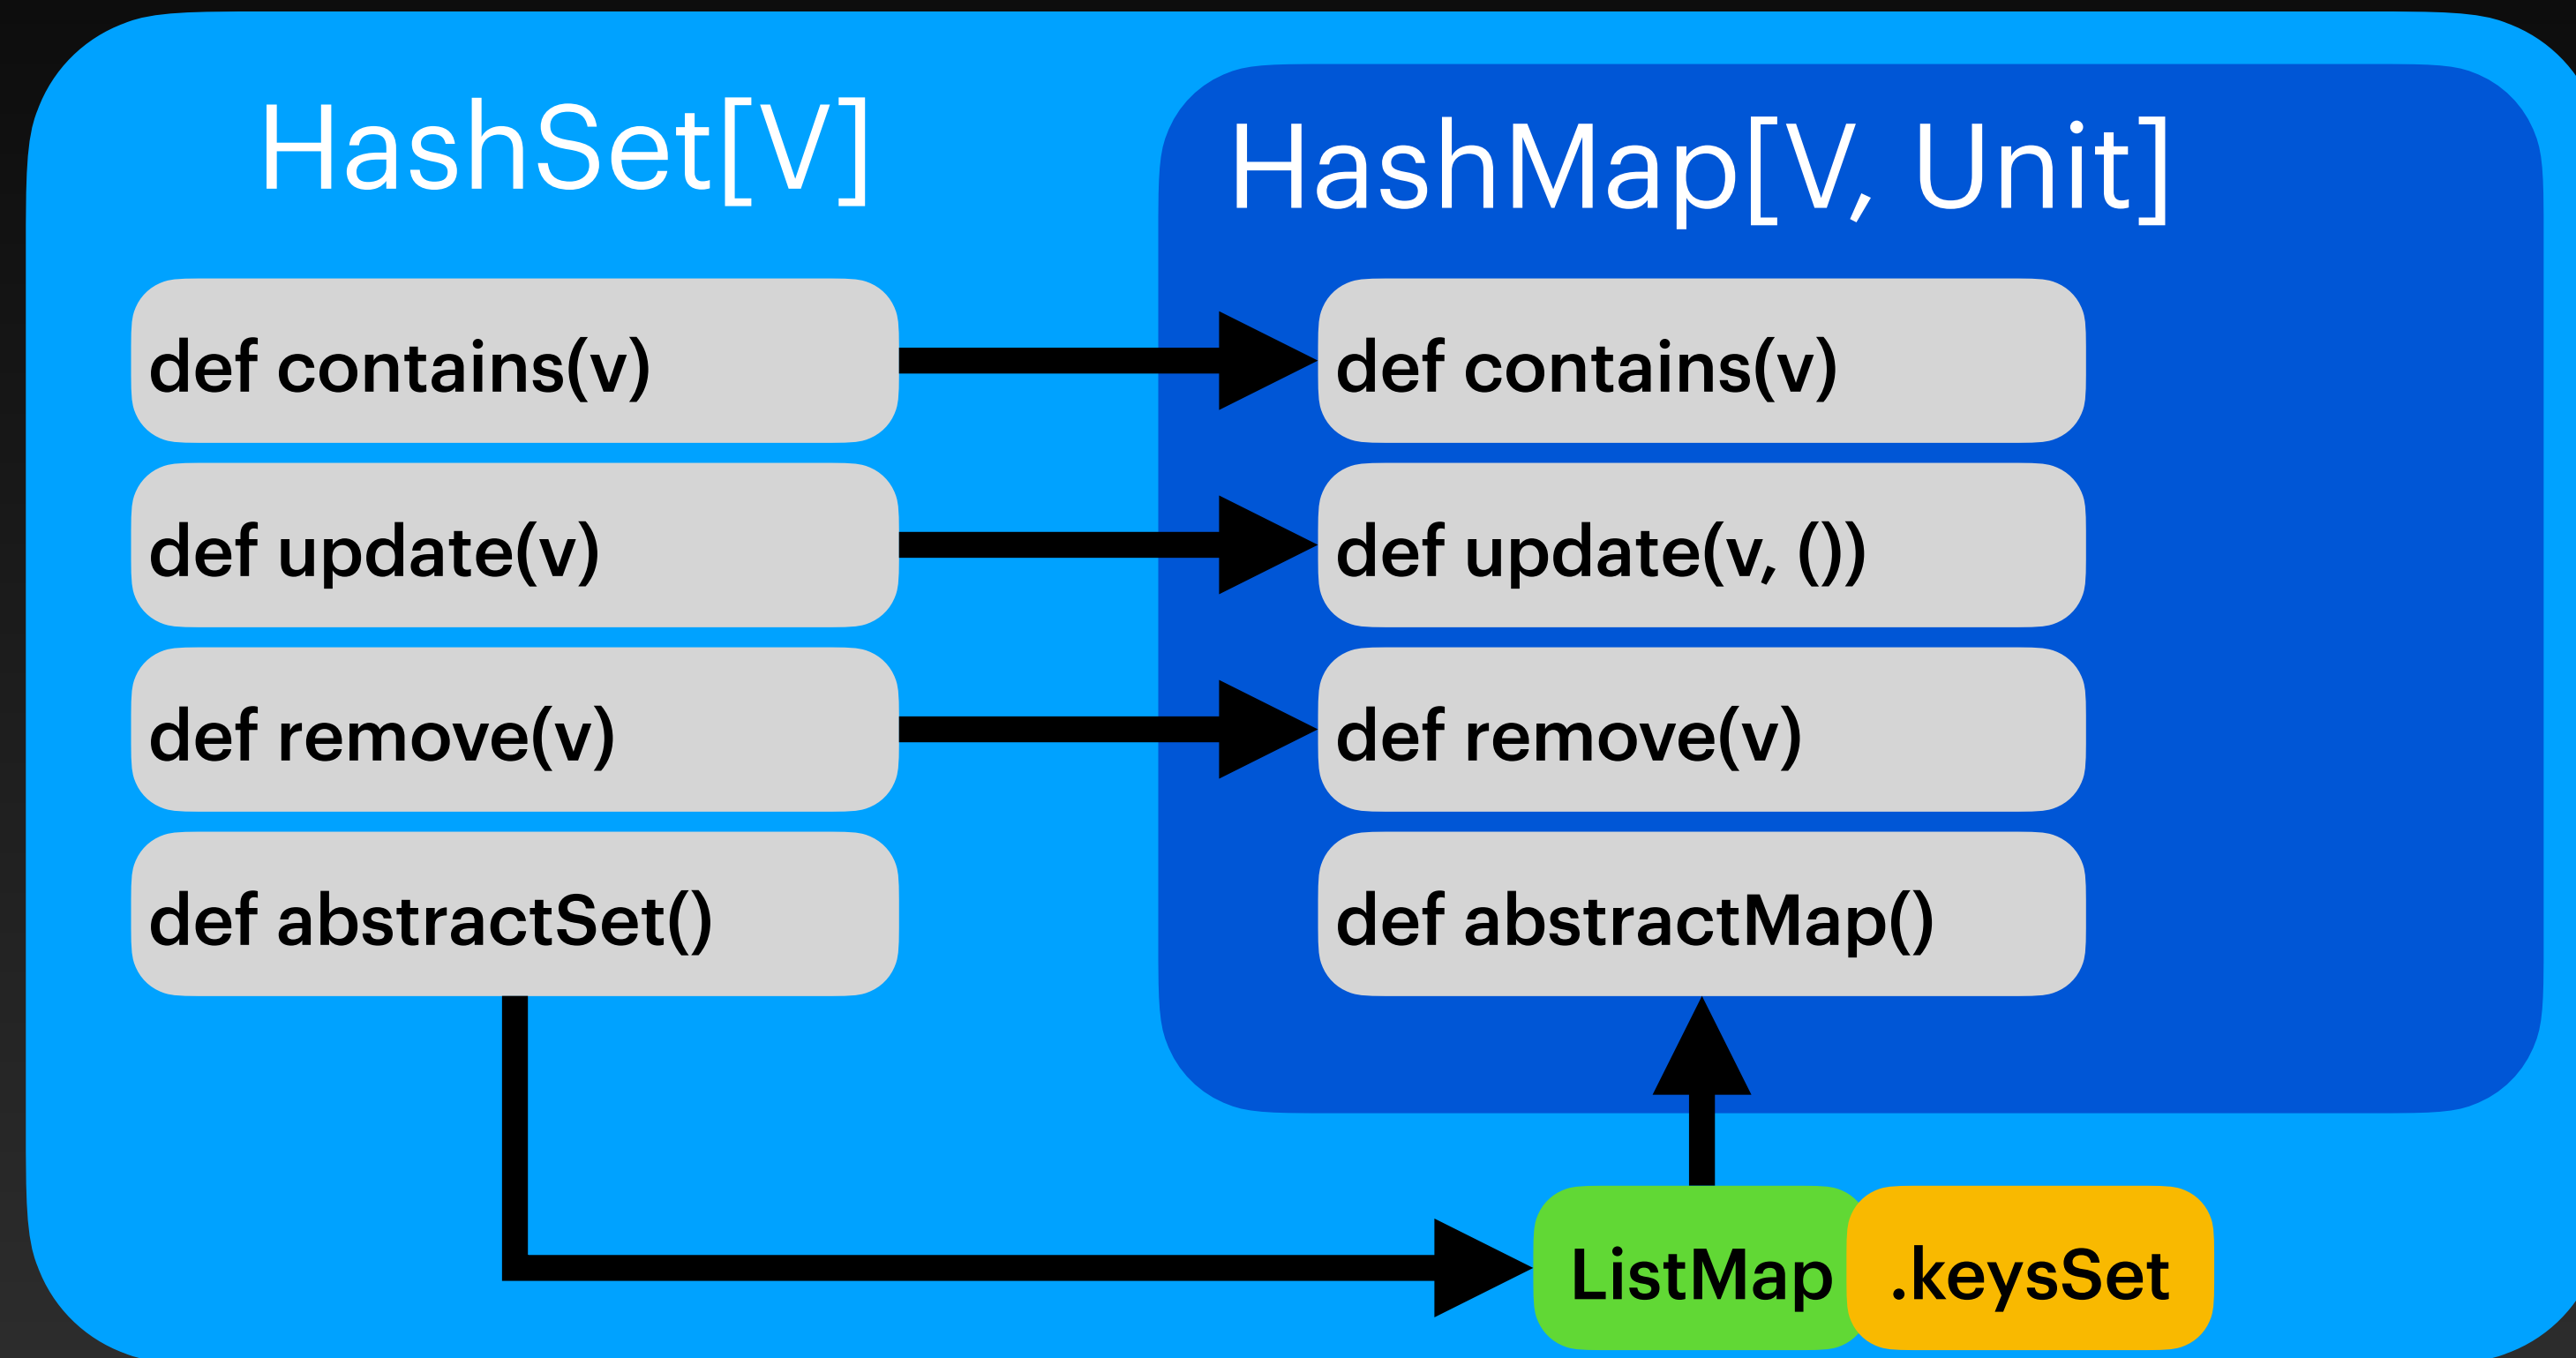 HashSet[V]
def contains(v)
def update(v)
def remove(v)
def abstractSet()
HashMap[V, Unit]
def contains(v)
def update(v, ())
def remove(v)
def abstractMap()
ListMap .keysSet